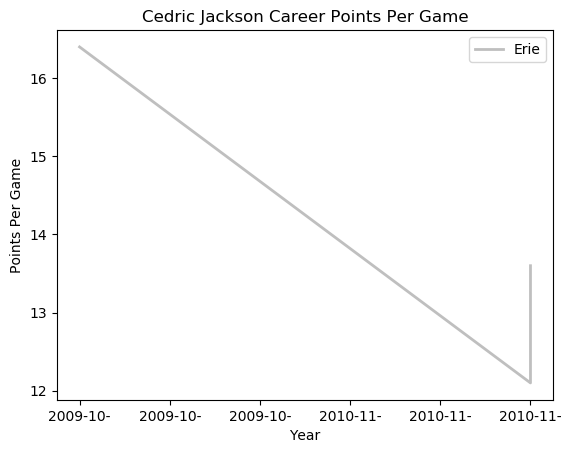 Cedric Jackson Career Points Per Game
Erie
16
15
14
13
12
Points Per Game
2009-10- 2009-10- 2009-10- 2010-11- 2010-11- 2010-11-
Year